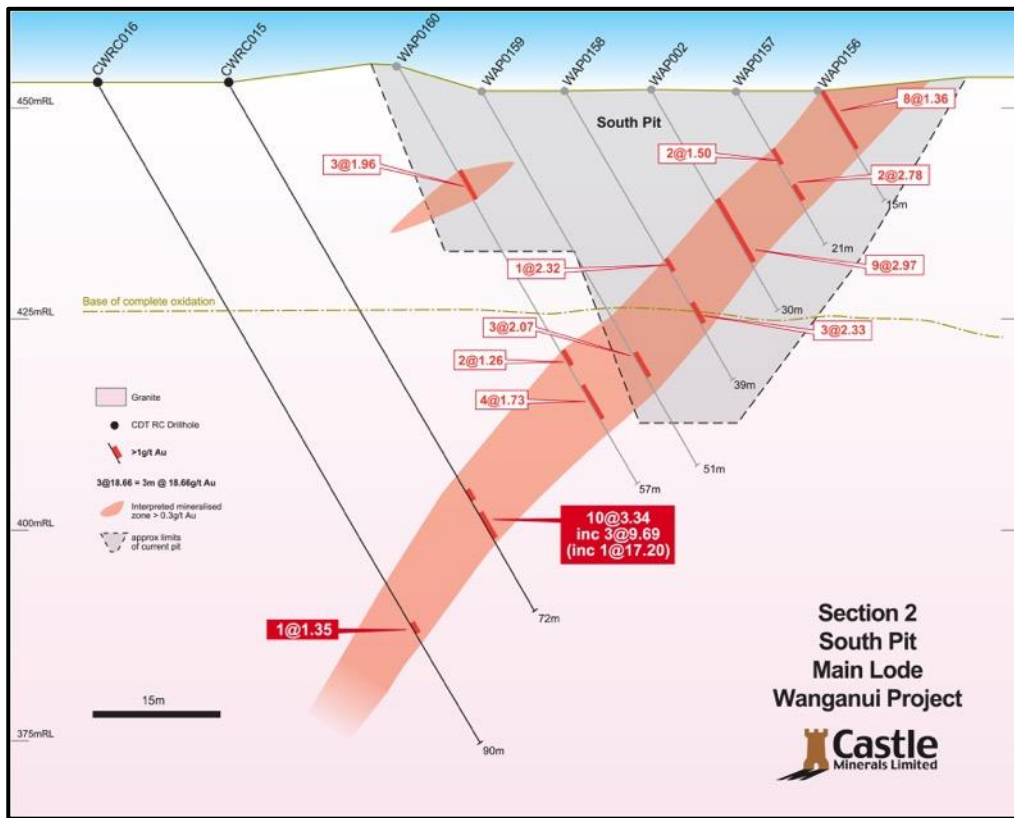 CWRC016
CWRC015
WAP0160
WAP0159
WAP0158
WAP002
WAP0157
WAP0156
450mRL
South Pit
8@1.36
2@1.50
3@1.96
2@2.78
15m
21m
1@2.32
9@2.97
Base of complete oxidation
425mRL
30m
3@2.07
3@2.33
2@1.26
39m
4@1.73
Granite
CDT RC Drillhole
>1g/t Au
3@18.66 = 3m @ 18.66g/t Au
Interpreted mineralised
zone > 0.3g/t Au
approx limits
of current pit
51m
57m
400mRL
10@3.34
inc 3@9.69
(inc 1@17.20)
72m
1@1.35
Section 2
South Pit
Main Lode
Wanganui Project
15m
375mRL
90m
Castle
Minerals Limited